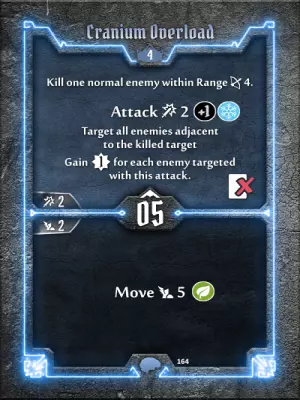 Cranium Overload
4
Kill one normal enemy within Range 4.
Attack 2 +1
Target all enemies adjacent
to the killed target
Gain 1 for each enemy targeted
with this attack.
2
05
2
Move 5
164